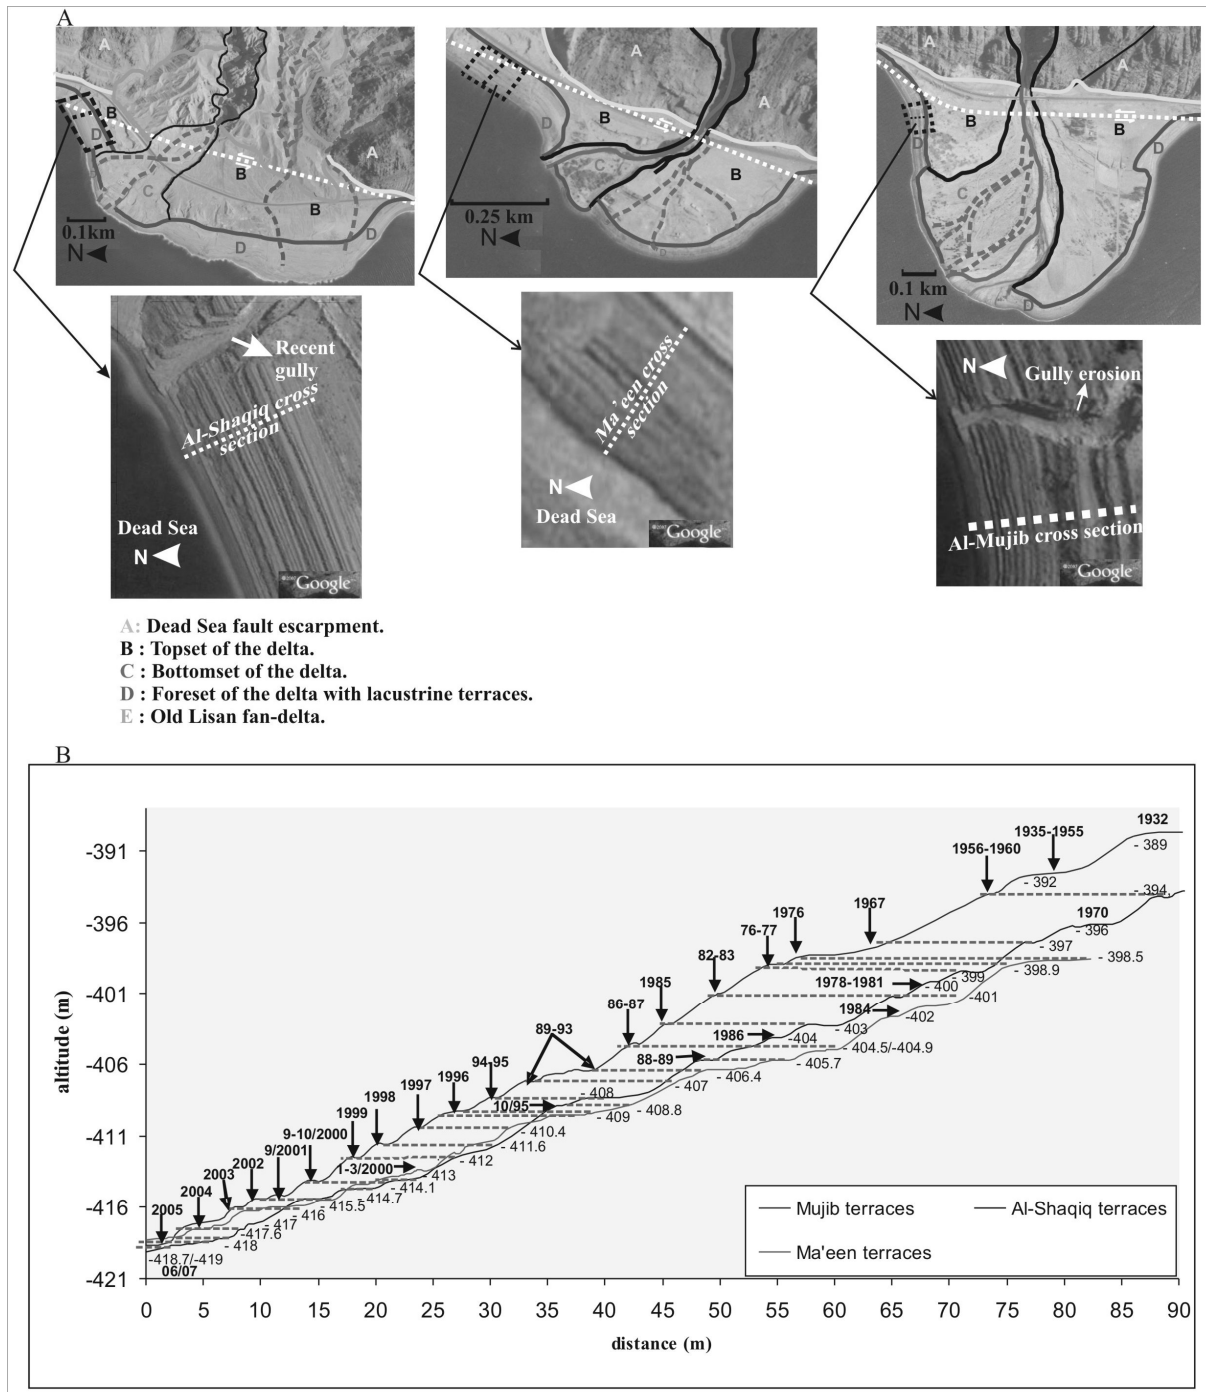 A
A
B
D
C
B
A
B
D
D
0.1km
N
A
A
B
D
C
B
D
0.25 km
N
A
A
B
B
D
D
C
D
0.1 km
N
Recent
gully
Al-Shaqiq cross
section
Dead Sea
N
Google
Ma'een cross
section
N
Dead Sea
Google
N
Gully erosion
Al-Mujib cross section
Google
A: Dead Sea fault escarpment.
B : Topset of the delta.
C : Bottomset of the delta.
D : Foreset of the delta with lacustrine terraces.
E : Old Lisan fan-delta.
B
altitude (m)
-391
-396
-401
-406
-411
-416
-421
1932
- 389
1935-1955
- 392
1956-1960
- 394
1967
1970
- 396
1976
- 397
76-77
- 398.5
- 398.9
- 399
82-83
1978-1981
- 400
- 401
1985
1984
- 402
86-87
1986
- 403
-404
89-93
88-89
- 404.5/-404.9
- 405.7
94-95
- 406.4
- 407
1996
- 408
10/95
- 408.8
- 409
1997
- 410.4
1998
- 411.6
1999
- 412
9-10/2000
1-3/2000
- 413
9/2001
- 414.1
2002
- 414.7
2003
- 415.5
2004
- 416
- 417
2005
- 417.6
- 418
-418.7/-419
06/07
Mujib terraces
Al-Shaqiq terraces
Ma'een terraces
0 5 10 15 20 25 30 35 40 45 50 55 60 65 70 75 80 85 90
distance (m)